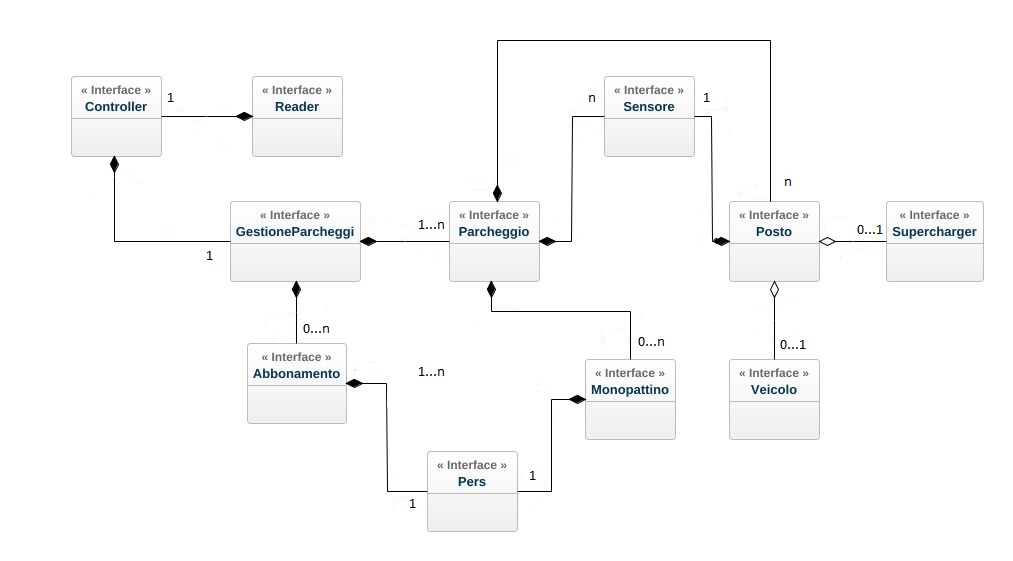 « Interface »
Controller
1
« Interface »
Reader
n
« Interface »
Sensore
1
n
« Interface »
GestioneParcheggi
1
1...n
« Interface »
Parcheggio
« Interface »
Posto
0...1
« Interface »
Supercharger
0...n
« Interface »
Abbonamento
1...n
0...n
« Interface »
Monopattino
0...1
« Interface »
Veicolo
« Interface »
Pers
1
1